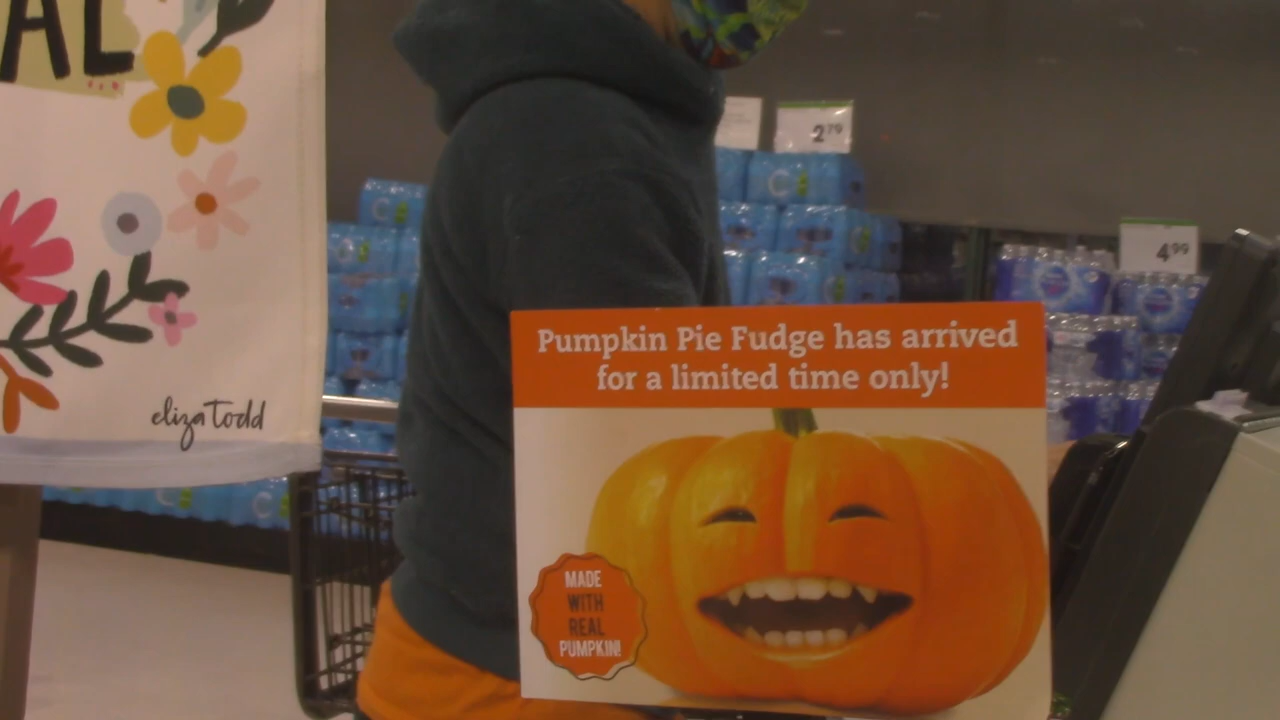 AL
eliza Todd
2 79
4 99
Pumpkin Pie Fudge has arrived
for a limited time only!
MADE
WITH
REAL
PUMPKIN!